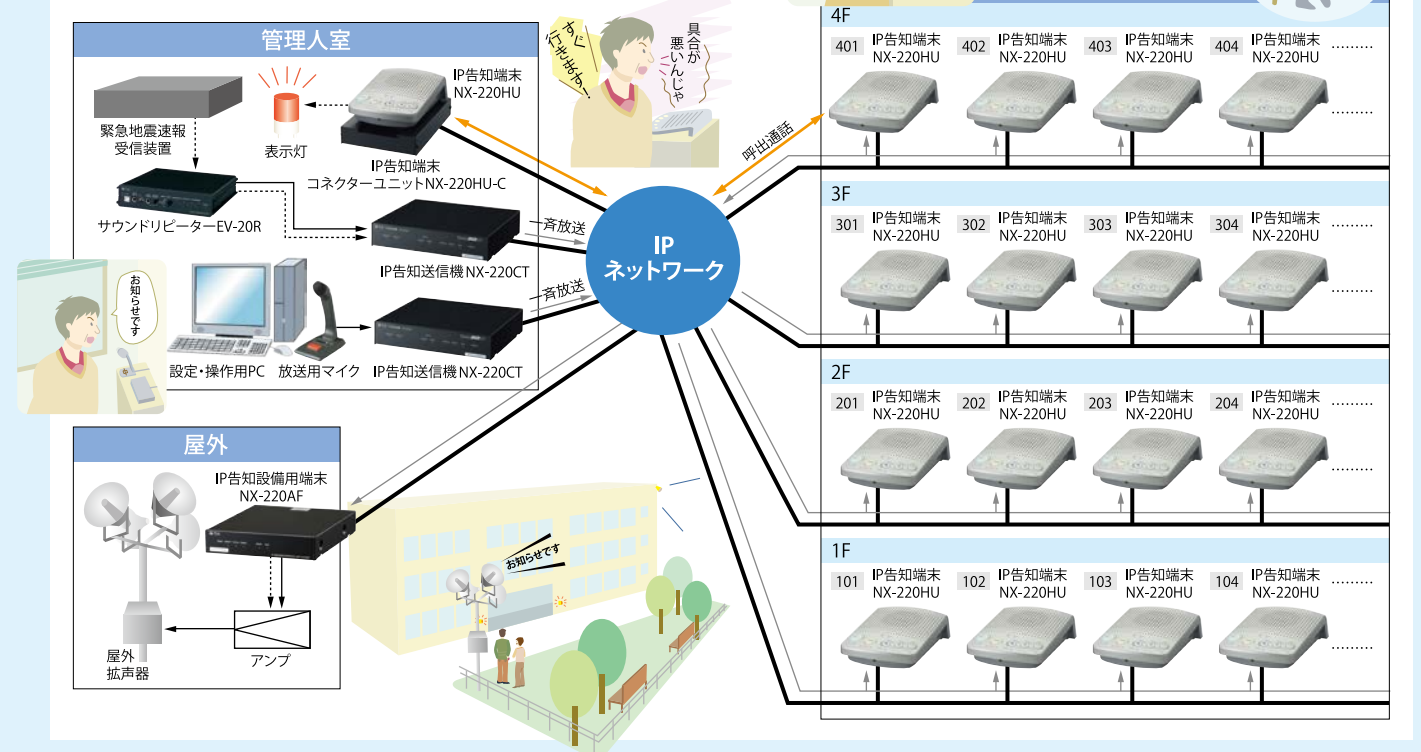 管理人室
緊急地震速報
受信装置
表示灯
IP告知端末
NX-220HU
IP告知端末
コネクターユニットNX-220HU-C
サウンドリピーターEV-20R
IP告知送信機NX-220CT
一斉放送
お知らせです
設定・操作用PC
放送用マイク
IP告知送信機NX-220CT
一斉放送
すぐ
行きます！
具合が
悪いんじゃ
呼出通話
IP
ネットワーク
屋外
IP告知設備用端末
NX-220AF
屋外
拡声器
アンプ
お知らせです
4F
401 IP告知端末
NX-220HU
402 IP告知端末
NX-220HU
403 IP告知端末
NX-220HU
404 IP告知端末
NX-220HU
………
………
3F
301 IP告知端末
NX-220HU
302 IP告知端末
NX-220HU
303 IP告知端末
NX-220HU
304 IP告知端末
NX-220HU
………
………
2F
201 IP告知端末
NX-220HU
202 IP告知端末
NX-220HU
203 IP告知端末
NX-220HU
204 IP告知端末
NX-220HU
………
………
1F
101 IP告知端末
NX-220HU
102 IP告知端末
NX-220HU
103 IP告知端末
NX-220HU
104 IP告知端末
NX-220HU
………
………